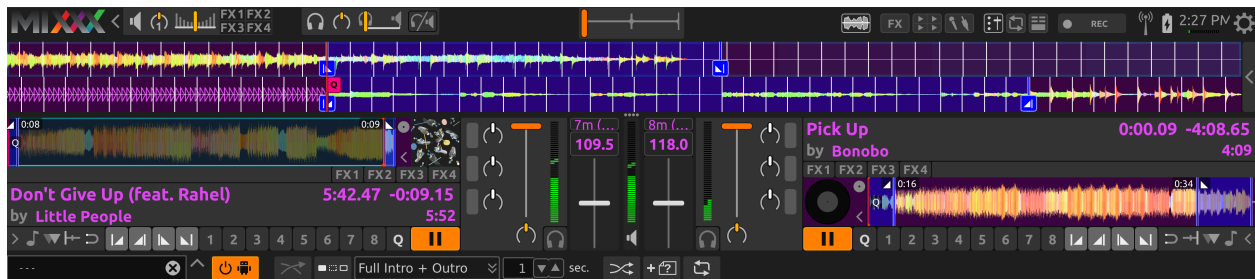 MIXXX
FX1 FX2
FX3 FX4
FX
REC
2:27 PM
Q
0:08
0:09
Q
FX1 FX2 FX3 FX4
Don't Give Up (feat. Rahel)
5:42.47 -0:09.15
by Little People
5:52
1 2 3 4 5 6 7 8 Q
7m (...
109.5
8m (...
118.0
Pick Up
0:00.09 -4:08.65
by Bonobo
4:09
FX1 FX2 FX3 FX4
0:16
0:34
Q
Q 1 2 3 4 5 6 7 8
---
Full Intro + Outro
1
sec.